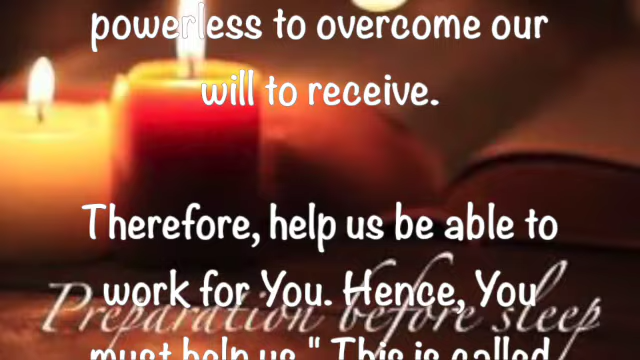 powerless to overcome our
will to receive.
Therefore, help us be able to
work for You. Hence, You
Preparation before sleep
must help us." This is called